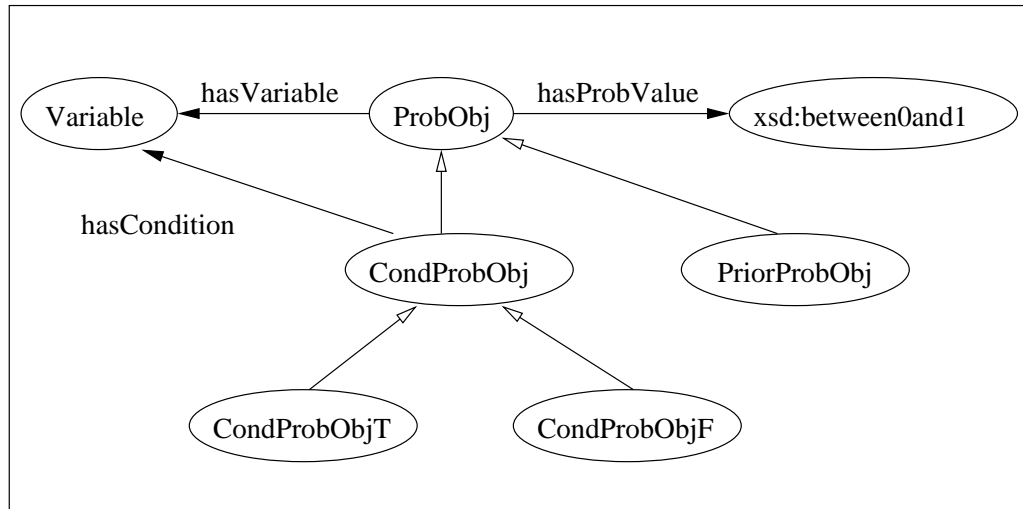 hasVariable
hasProbValue
Variable
ProbObj
xsd:between0and1
hasCondition
CondProbObj
PriorProbObj
CondProbObjT
CondProbObjF